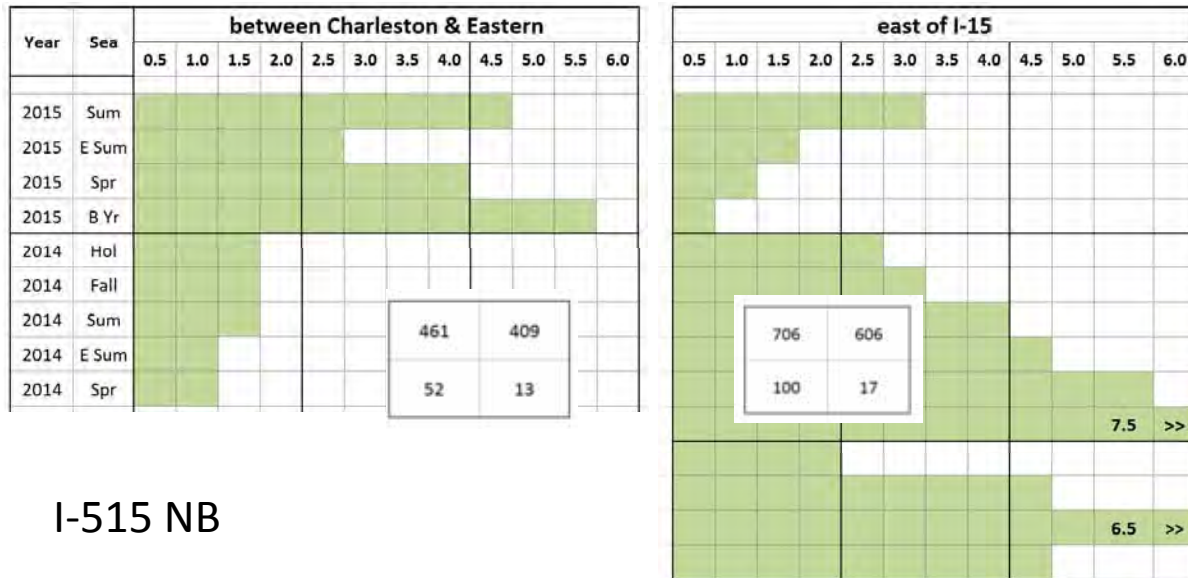 between Charleston & Eastern
Year Sea
0.5 1.0 1.5 2.0 2.5 3.0 3.5 4.0 4.5 5.0 5.5 6.0
2015 Sum
2015 E Sum
2015 Spr
2015 B Yr
2014 Hol
2014 Fall
2014 Sum
2014 E Sum
2014 Spr
461 409
52 13
east of I-15
0.5 1.0 1.5 2.0 2.5 3.0 3.5 4.0 4.5 5.0 5.5 6.0
706 606
100 17
7.5 >>
6.5 >>
I-515 NB